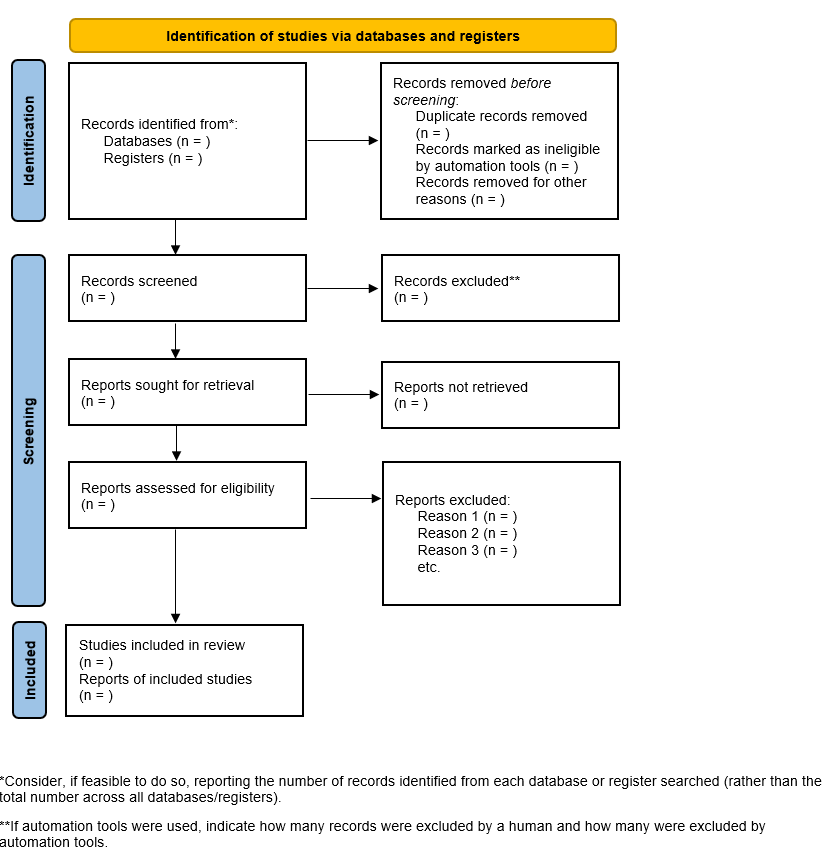 Identification of studies via databases and registers
Identification
Records identified from*:
Databases (n = )
Registers (n = )
Records removed before
screening:
Duplicate records removed
(n = )
Records marked as ineligible
by automation tools (n = )
Records removed for other
reasons (n = )
Screening
Records screened
(n = )
Records excluded**
(n = )
Reports sought for retrieval
(n = )
Reports not retrieved
(n = )
Reports assessed for eligibility
(n = )
Reports excluded:
Reason 1 (n = )
Reason 2 (n = )
Reason 3 (n = )
etc.
Included
Studies included in review
(n = )
Reports of included studies
(n = )
*Consider, if feasible to do so, reporting the number of records identified from each database or register searched (rather than the
total number across all databases/registers).
**If automation tools were used, indicate how many records were excluded by a human and how many were excluded by
automation tools.